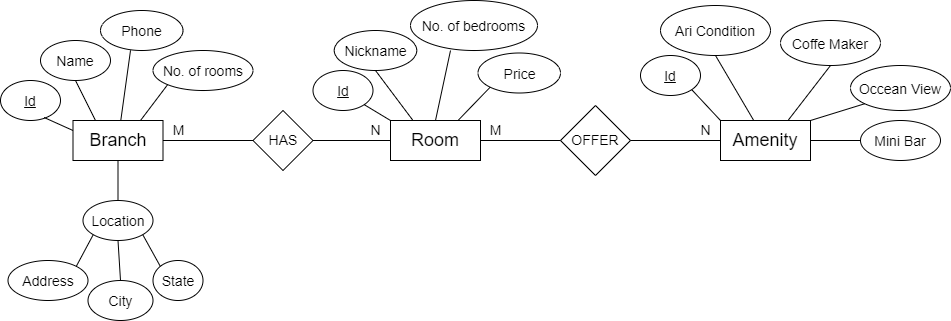 Phone
Name
No. of rooms
Id
Branch
Location
Address
City
State
M
HAS
N
No. of bedrooms
Nickname
Price
Id
Room
M
OFFER
N
Ari Condition
Coffe Maker
Id
Occean View
Amenity
Mini Bar